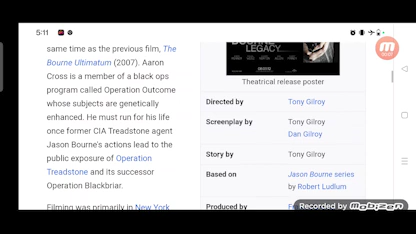 5:11
same time as the previous film, The
Bourne Ultimatum (2007). Aaron
Cross is a member of a black ops
program called Operation Outcome
whose subjects are genetically
enhanced. He must run for his life
once former CIA Treadstone agent
Jason Bourne's actions lead to the
public exposure of Operation
Treadstone and its successor
Operation Blackbriar.
Filming was primarily in New York,
LEGACY
Theatrical release poster
Directed by Tony Gilroy
Screenplay by Tony Gilroy
Dan Gilroy
Story by Tony Gilroy
Based on Jason Bourne series
by Robert Ludlum
Produced by
Recorded by Mobizen